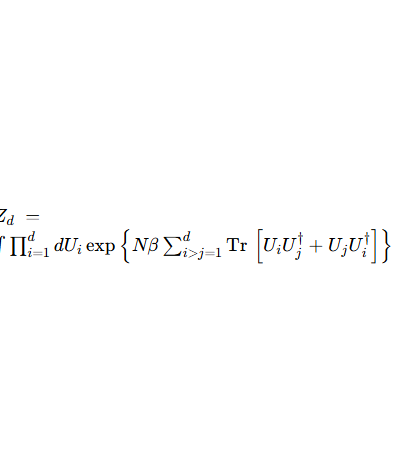 Z_d =
∫ ∏_{i=1}^{d} dU_i exp { Nβ ∑_{i>j=1}^{d} Tr [ U_i U_j^† + U_j U_i^† ] }